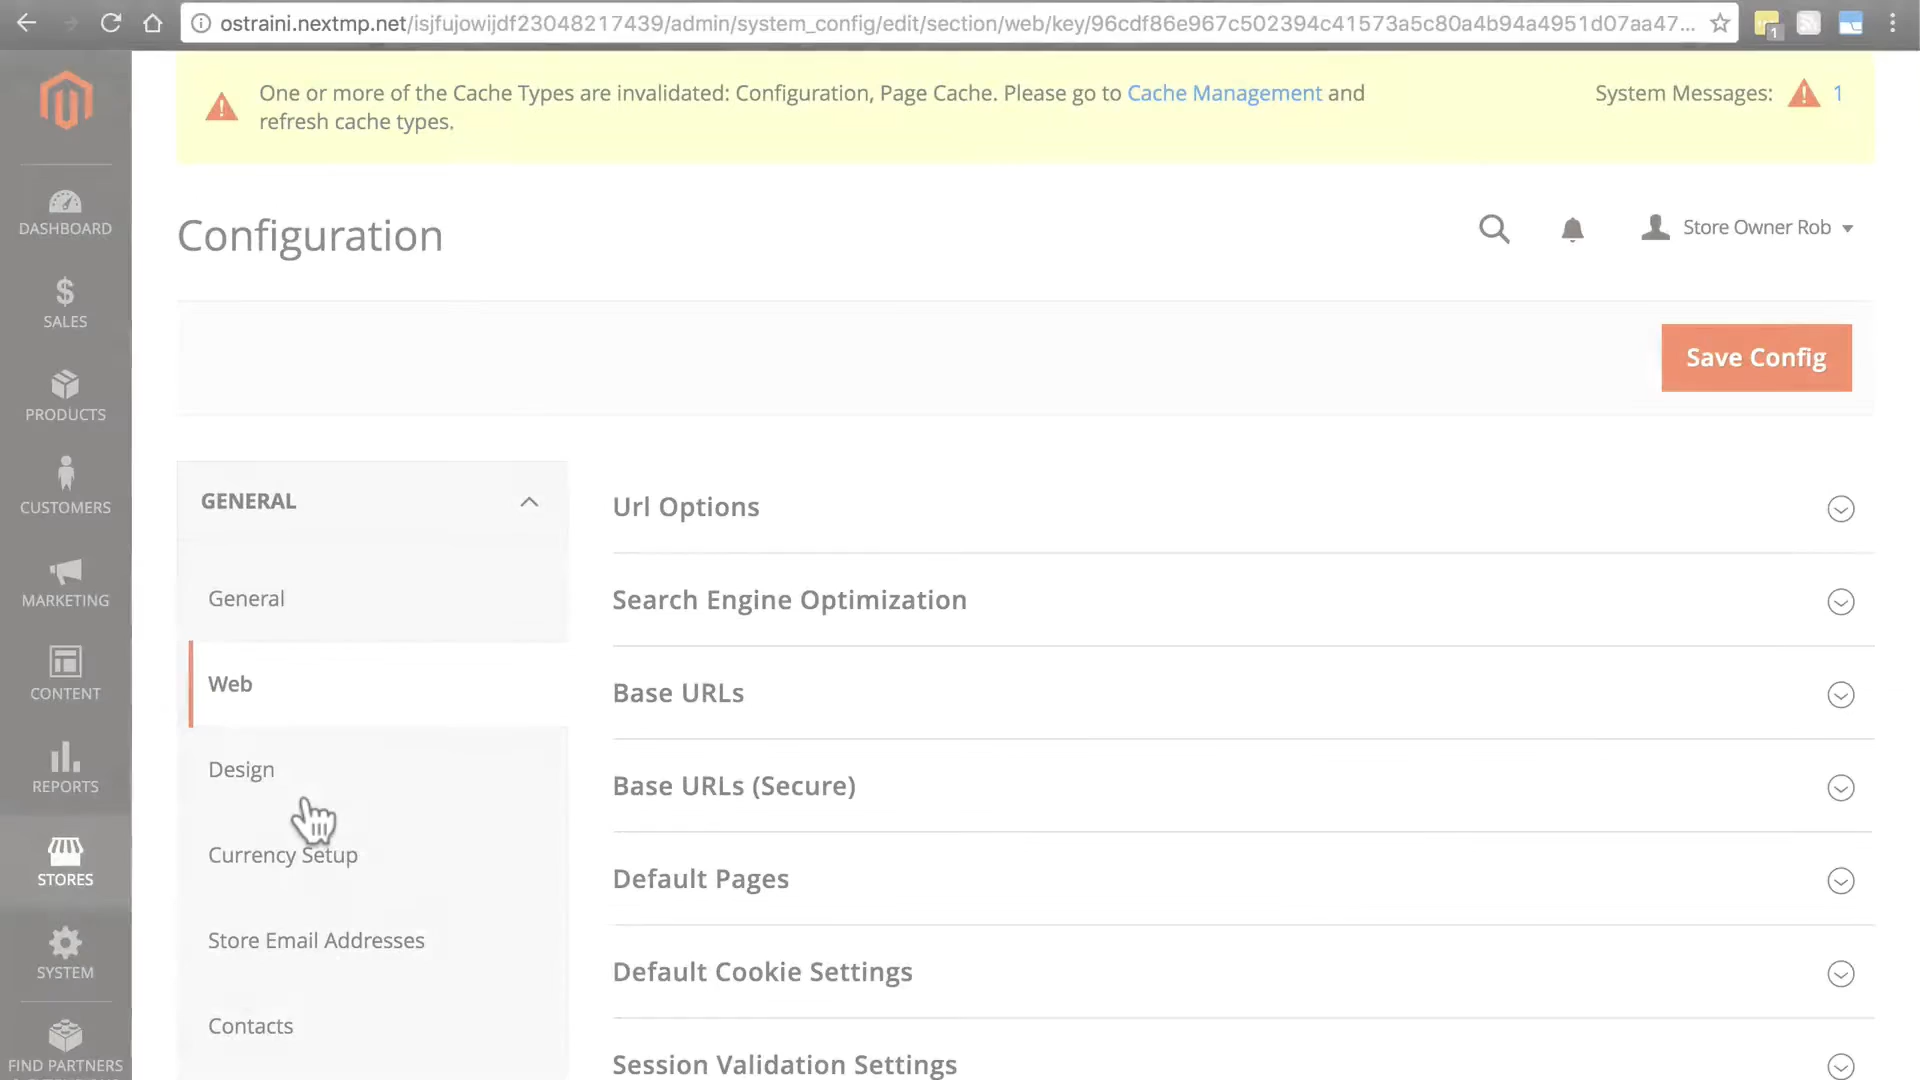 ostraini.nextmp.net/isjfujowijdf23048217439/admin/system_config/edit/section/web/key/96cdf86e967c502394c41573a5c80a4b94a4951d07aa47...
1
One or more of the Cache Types are invalidated: Configuration, Page Cache. Please go to Cache Management and
refresh cache types.
System Messages: 1
Configuration
Store Owner Rob
Save Config
DASHBOARD
SALES
PRODUCTS
CUSTOMERS
MARKETING
CONTENT
REPORTS
STORES
SYSTEM
FIND PARTNERS
GENERAL
General
Web
Design
Currency Setup
Store Email Addresses
Contacts
Url Options
Search Engine Optimization
Base URLs
Base URLs (Secure)
Default Pages
Default Cookie Settings
Session Validation Settings